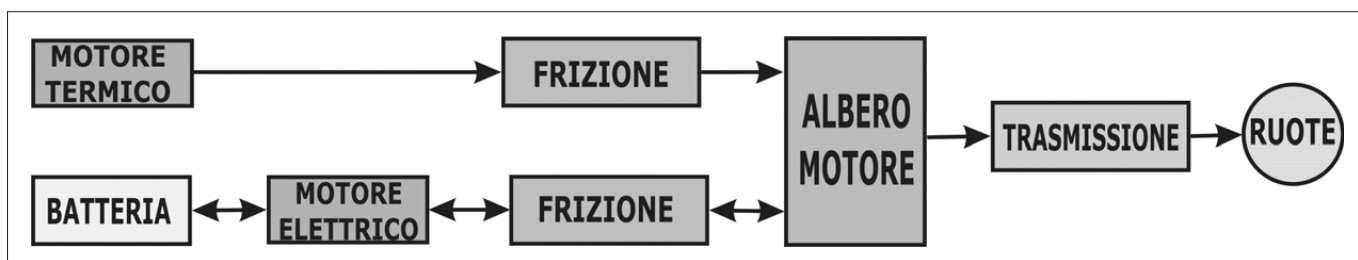 MOTORE
TERMICO
FRIZIONE
ALBERO
MOTORE
TRASMISSIONE
RUOTE
BATTERIA
MOTORE
ELETTRICO
FRIZIONE